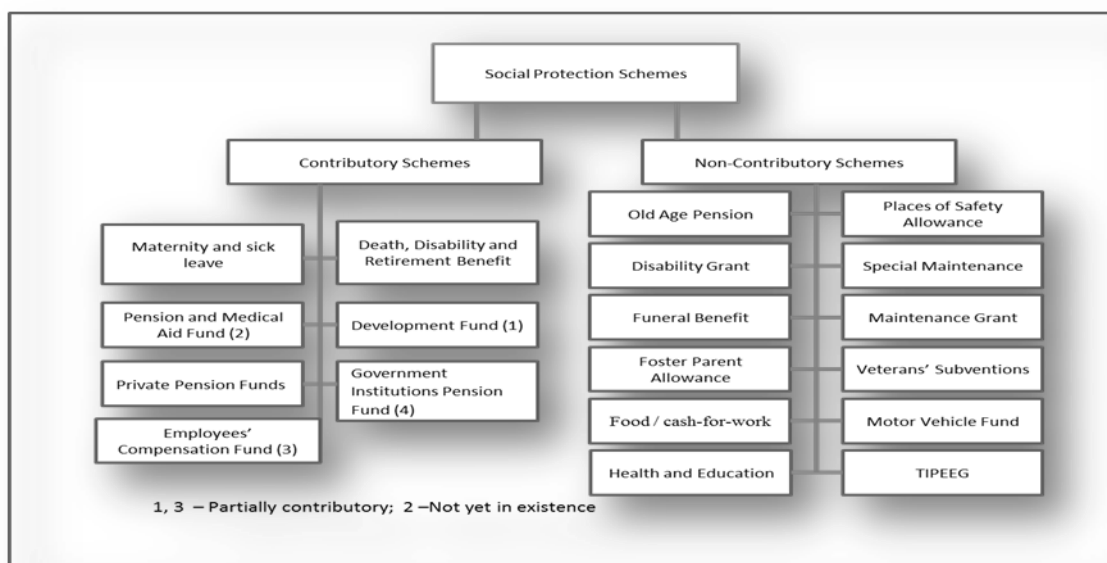 Social Protection Schemes
Contributory Schemes
Non-Contributory Schemes
Maternity and sick
leave
Death, Disability and
Retirement Benefit
Pension and Medical
Aid Fund (2)
Development Fund (1)
Private Pension Funds
Government
Institutions Pension
Fund (4)
Employees’
Compensation Fund (3)
Old Age Pension
Places of Safety
Allowance
Disability Grant
Special Maintenance
Funeral Benefit
Maintenance Grant
Foster Parent
Allowance
Veterans’ Subventions
Food / cash-for-work
Motor Vehicle Fund
Health and Education
TIPEEG
1, 3 – Partially contributory; 2 –Not yet in existence